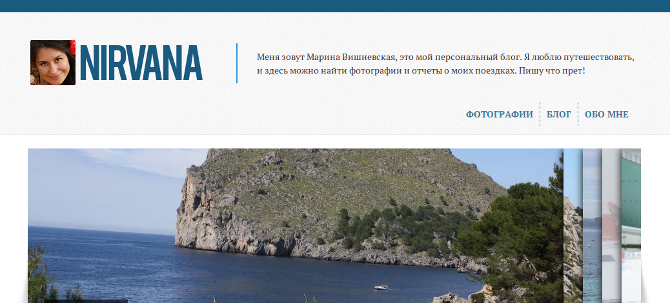 NIRVANA
Меня зовут Марина Вишневская, это мой персональный блог. Я люблю путешествовать,
и здесь можно найти фотографии и отчеты о моих поездках. Пишу что прет!
ФОТОГРАФИИ
БЛОГ
ОБО МНЕ